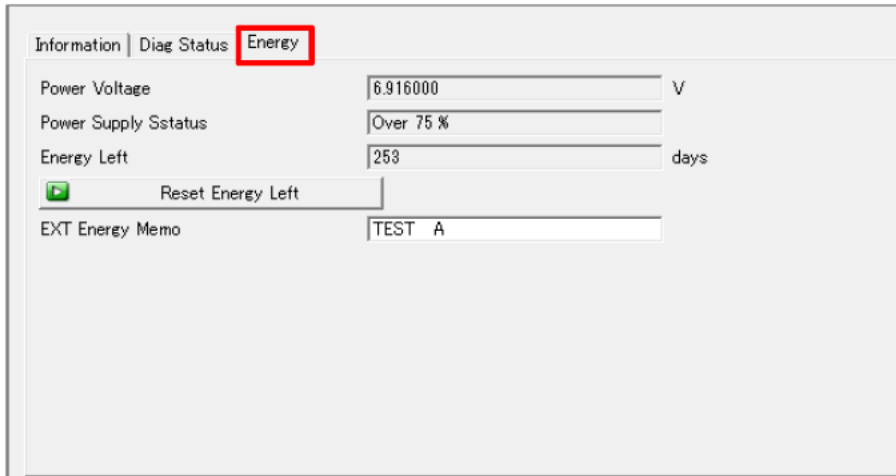 Information Diag Status Energy
Power Voltage 6.916000 V
Power Supply Sstatus Over 75 %
Energy Left 253 days
Reset Energy Left
EXT Energy Memo TEST A